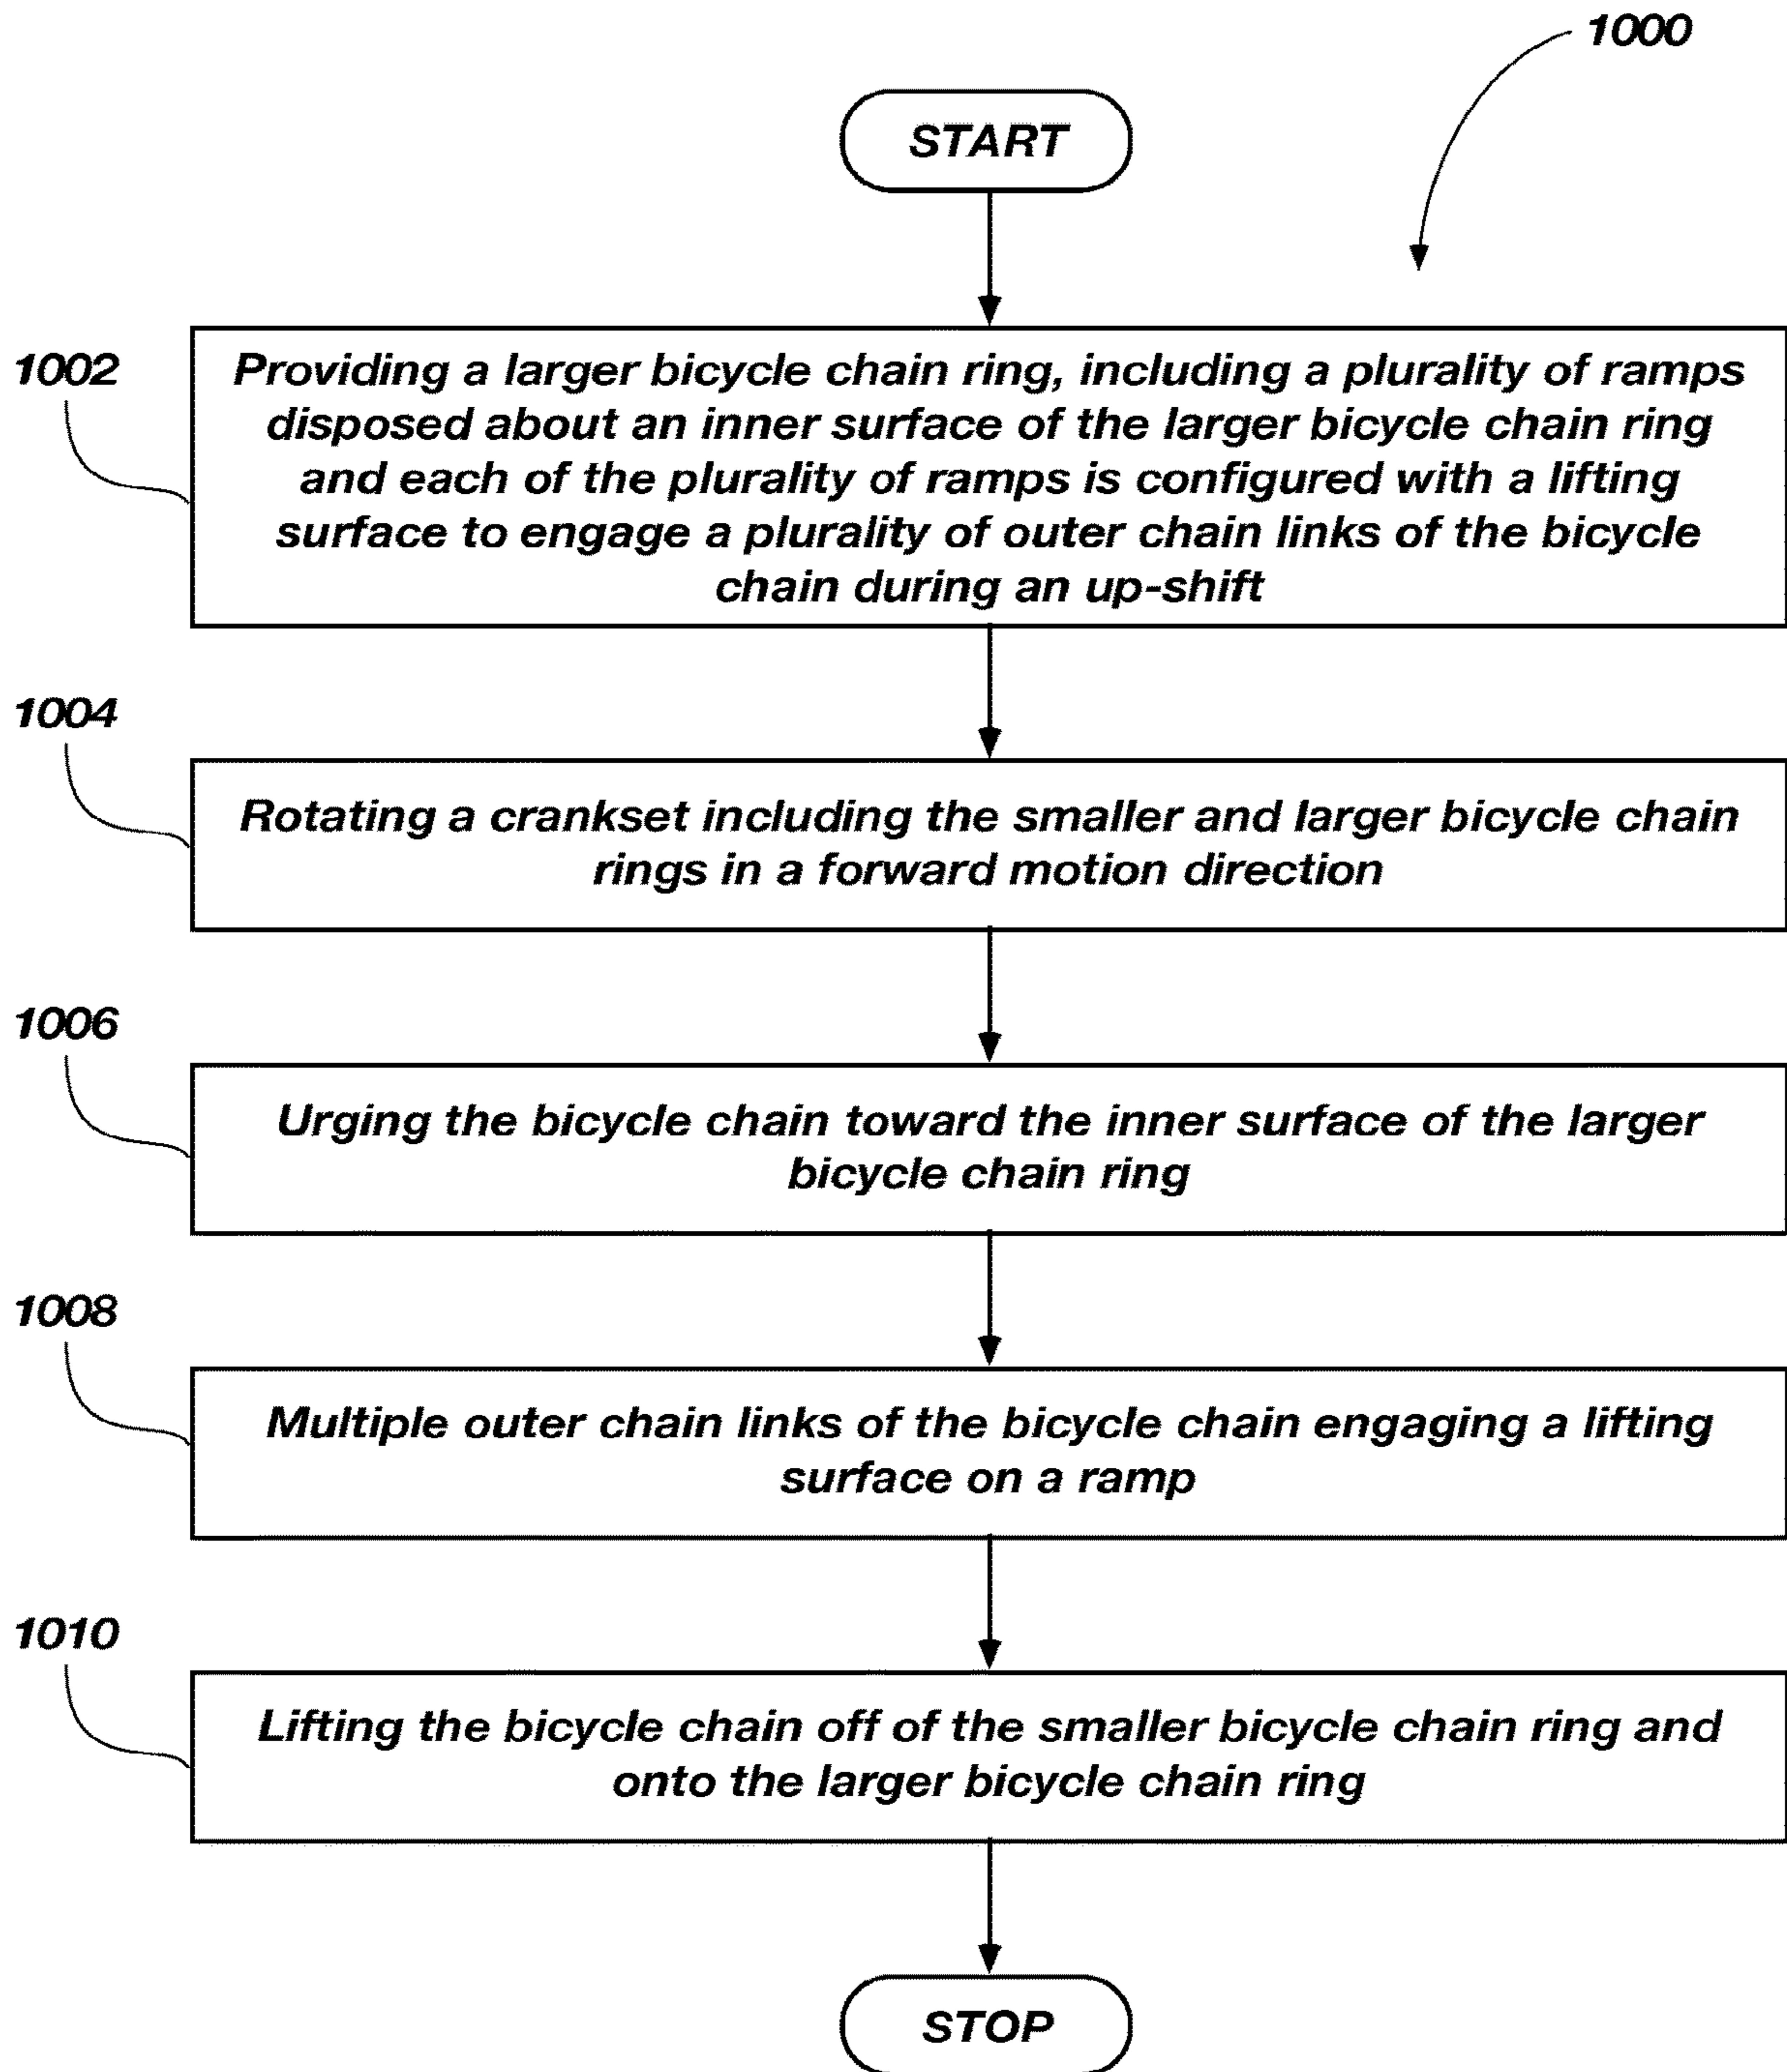 1000
START
1002
Providing a larger bicycle chain ring, including a plurality of ramps
disposed about an inner surface of the larger bicycle chain ring
and each of the plurality of ramps is configured with a lifting
surface to engage a plurality of outer chain links of the bicycle
chain during an up-shift
1004
Rotating a crankset including the smaller and larger bicycle chain
rings in a forward motion direction
1006
Urging the bicycle chain toward the inner surface of the larger
bicycle chain ring
1008
Multiple outer chain links of the bicycle chain engaging a lifting
surface on a ramp
1010
Lifting the bicycle chain off of the smaller bicycle chain ring and
onto the larger bicycle chain ring
STOP